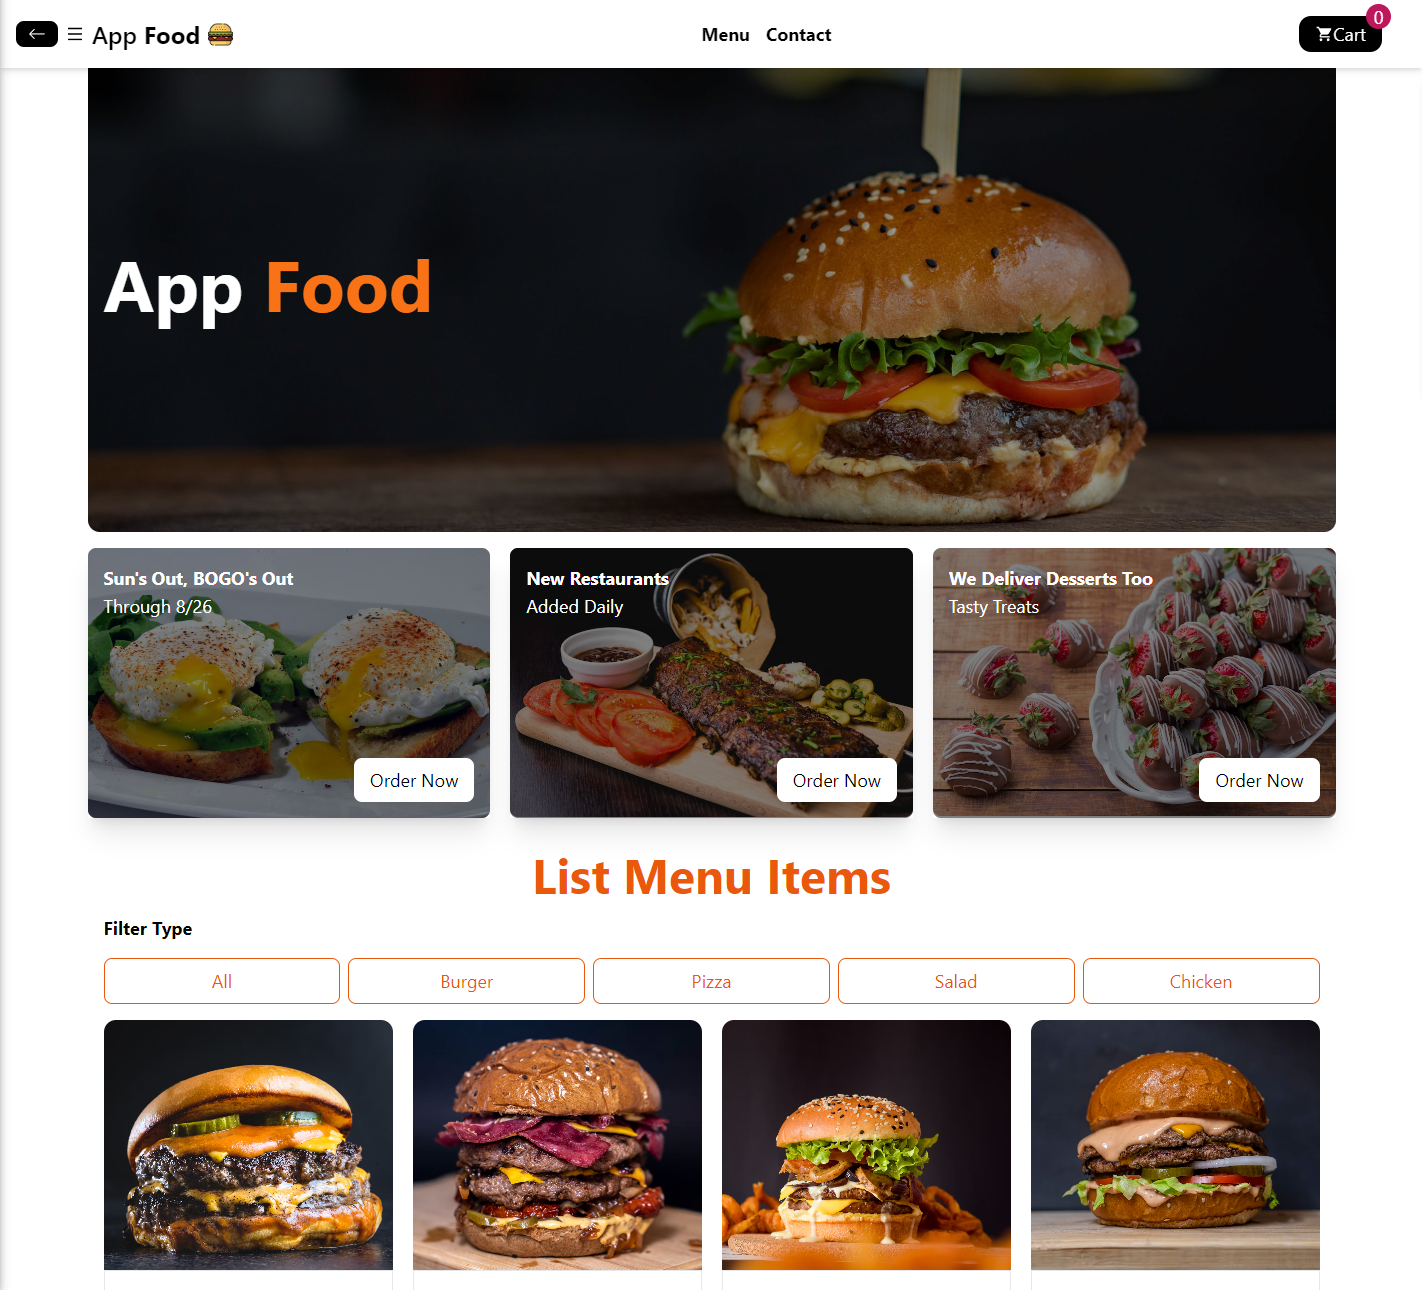 App Food
Menu Contact
Cart
0
App Food
Sun's Out, BOGO's Out
Through 8/26
Order Now
New Restaurants
Added Daily
Order Now
We Deliver Desserts Too
Tasty Treats
Order Now
List Menu Items
Filter Type
All
Burger
Pizza
Salad
Chicken